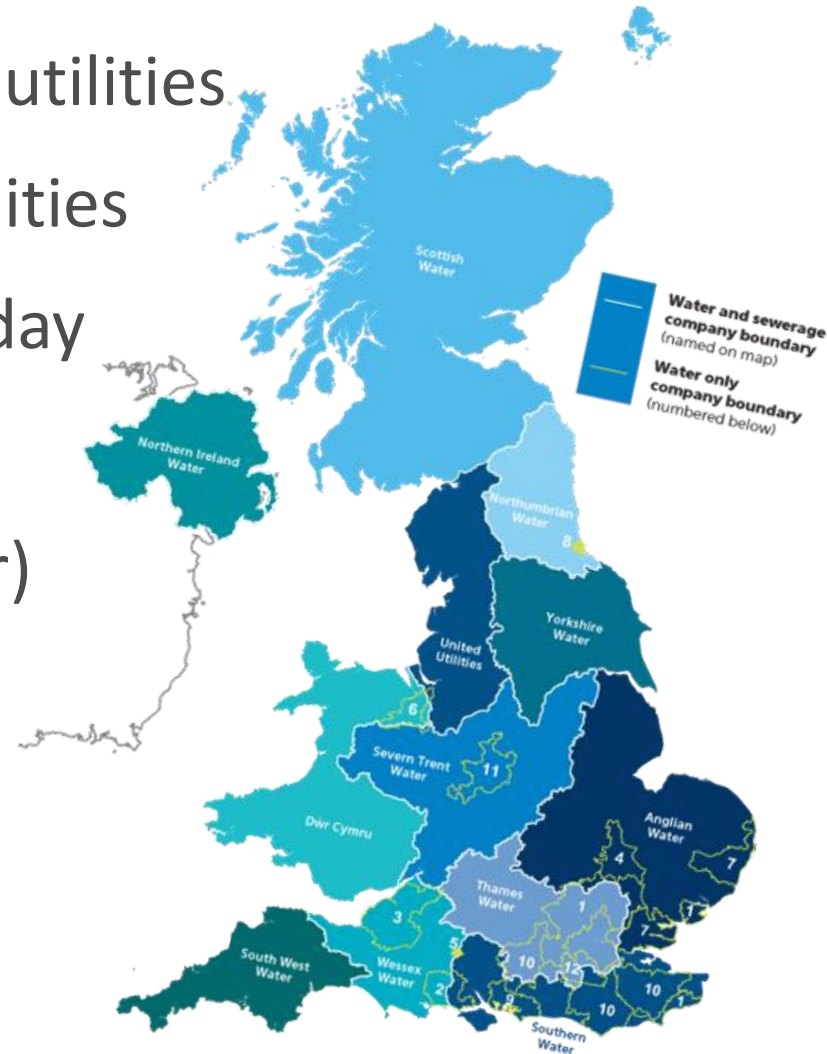 utilities
ities
day
r)
Scottish
Water
Water and sewerage
company boundary
(named on map)
Water only
company boundary
(numbered below)
Northern Ireland
Water
Northumbrian
Water
8
Yorkshire
Water
United
Utilities
6
Severn Trent
Water
11
Dwr Cymru
Anglian
Water
4
7
Thames
Water
1
1
7
3
5
South West
Water
Wessex
Water
2
10
12
9
10
10
1
Southern
Water